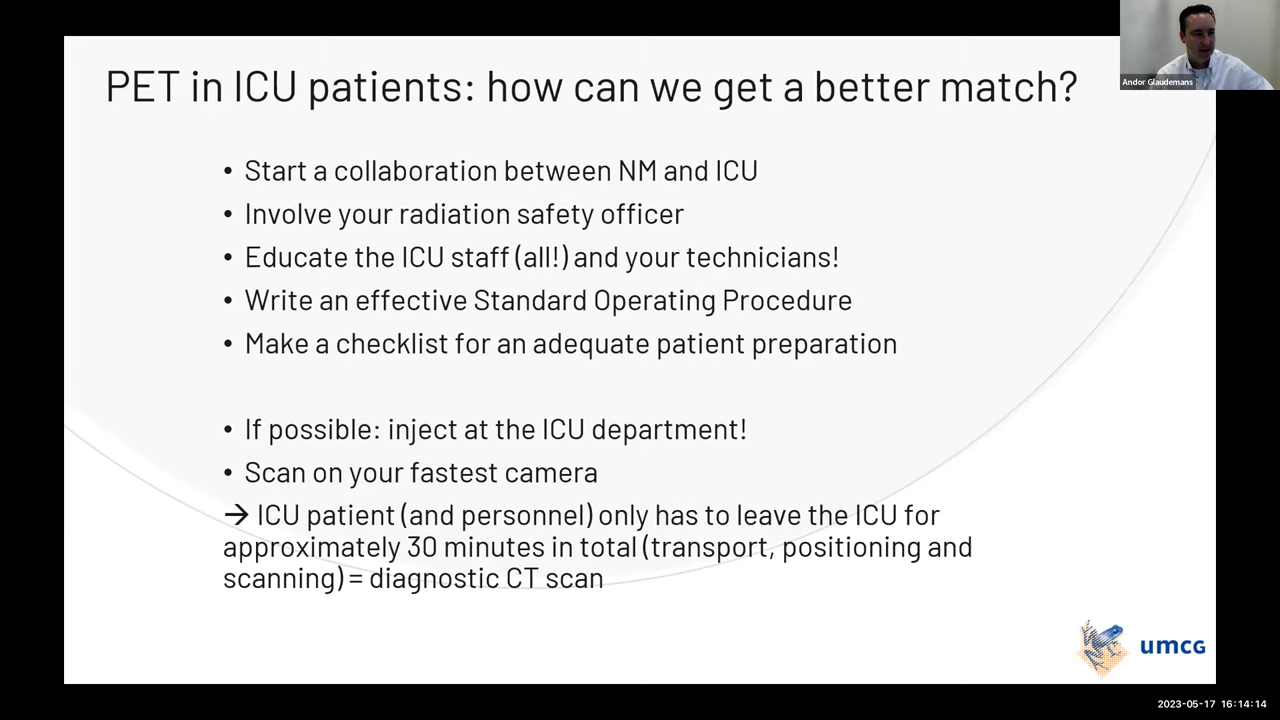 Andor Glaudemans
PET in ICU patients: how can we get a better match?
• Start a collaboration between NM and ICU
• Involve your radiation safety officer
• Educate the ICU staff (all!) and your technicians!
• Write an effective Standard Operating Procedure
• Make a checklist for an adequate patient preparation
• If possible: inject at the ICU department!
• Scan on your fastest camera
→ ICU patient (and personnel) only has to leave the ICU for
approximately 30 minutes in total (transport, positioning and
scanning) = diagnostic CT scan
umcg
2023-05-17 16:14:14